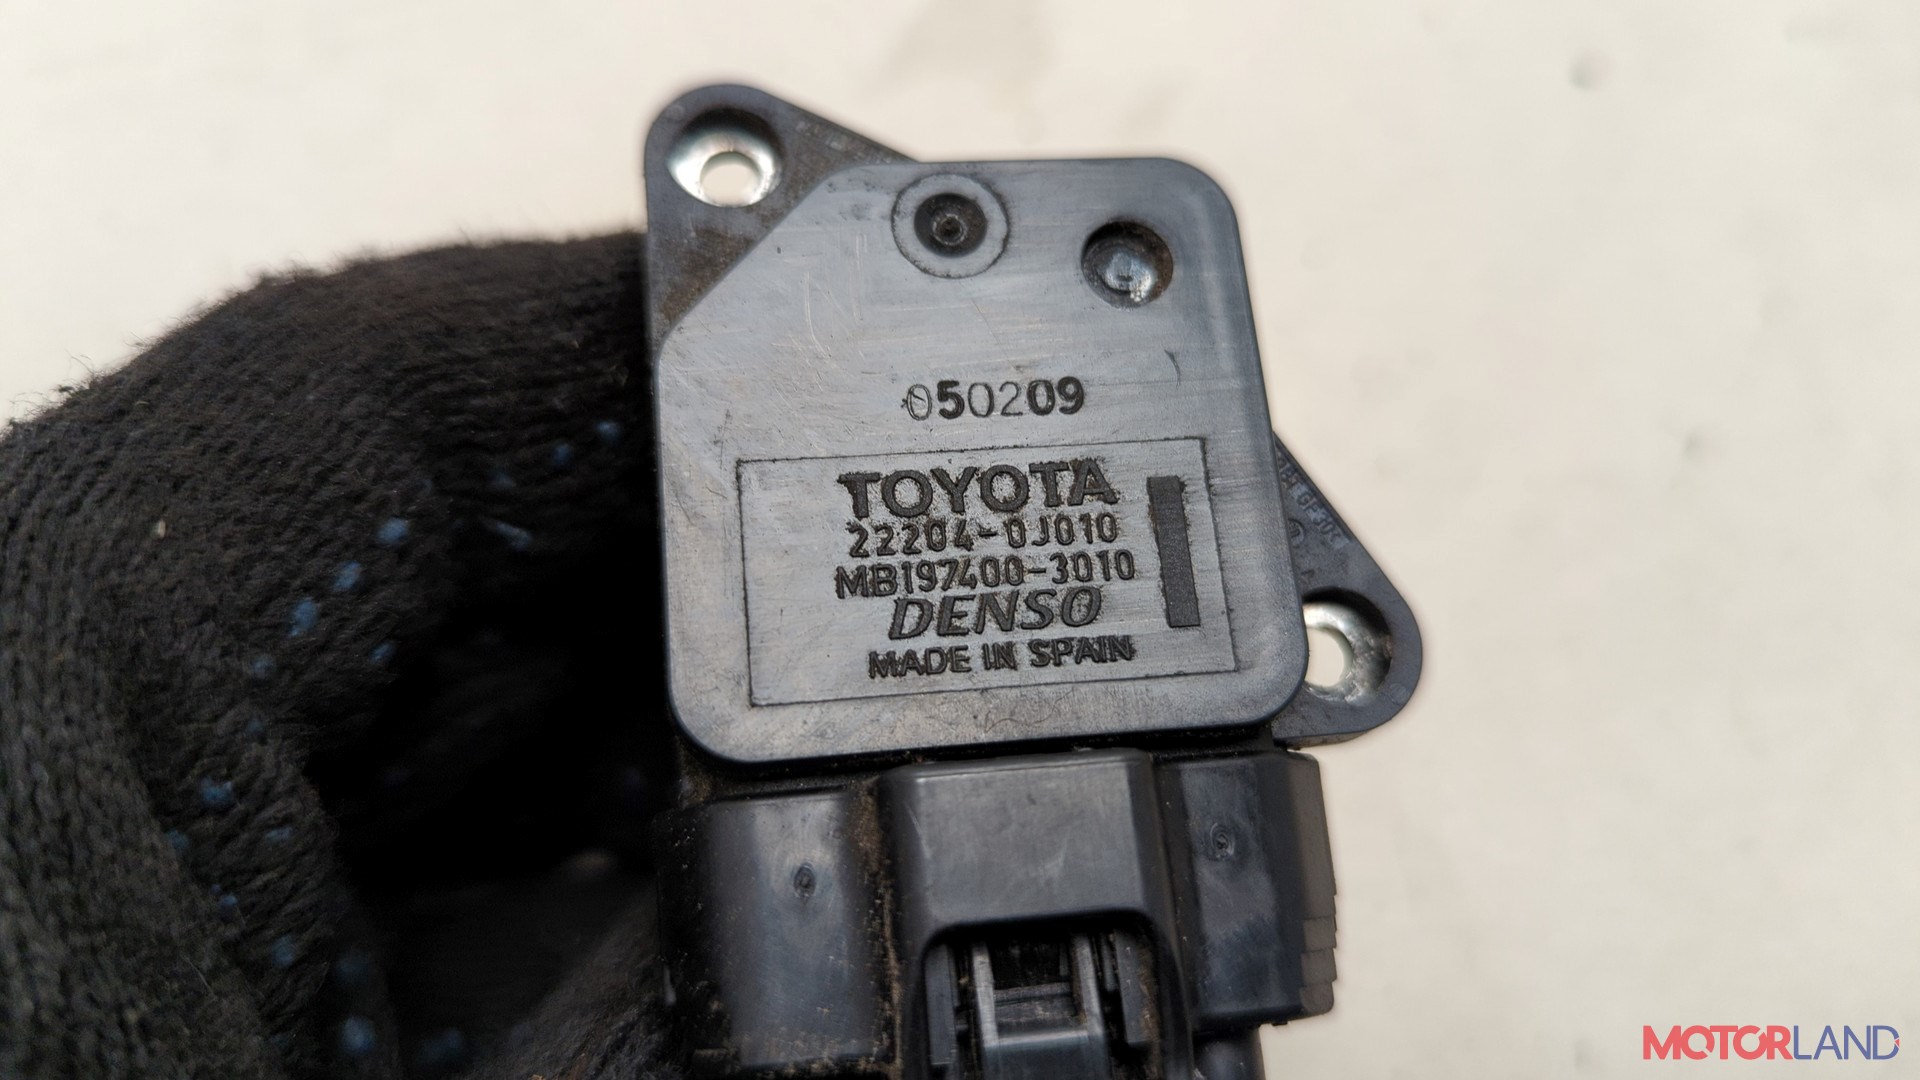 050209
TOYOTA
22204-0J010
MB197400-3010
DENSO
MADE IN SPAIN
MOTORLAND